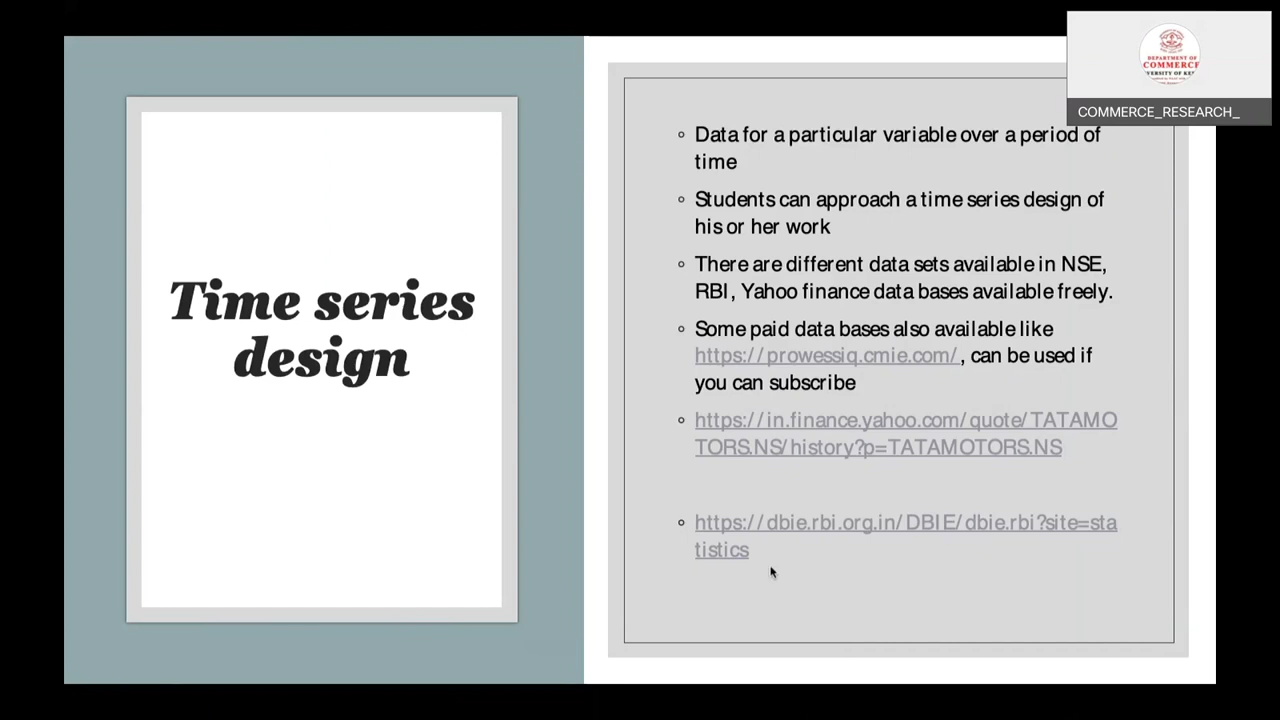 DEPARTMENT OF
COMMERCE
COMMERCE_RESEARCH_
Time series
design
Data for a particular variable over a period of
time
Students can approach a time series design of
his or her work
There are different data sets available in NSE,
RBI, Yahoo finance data bases available freely.
Some paid data bases also available like
https://prowessiq.cmie.com/ , can be used if
you can subscribe
https://in.finance.yahoo.com/quote/TATAMO
TORS.NS/history?p=TATAMOTORS.NS
https://dbie.rbi.org.in/DBIE/dbie.rbi?site=sta
tistics